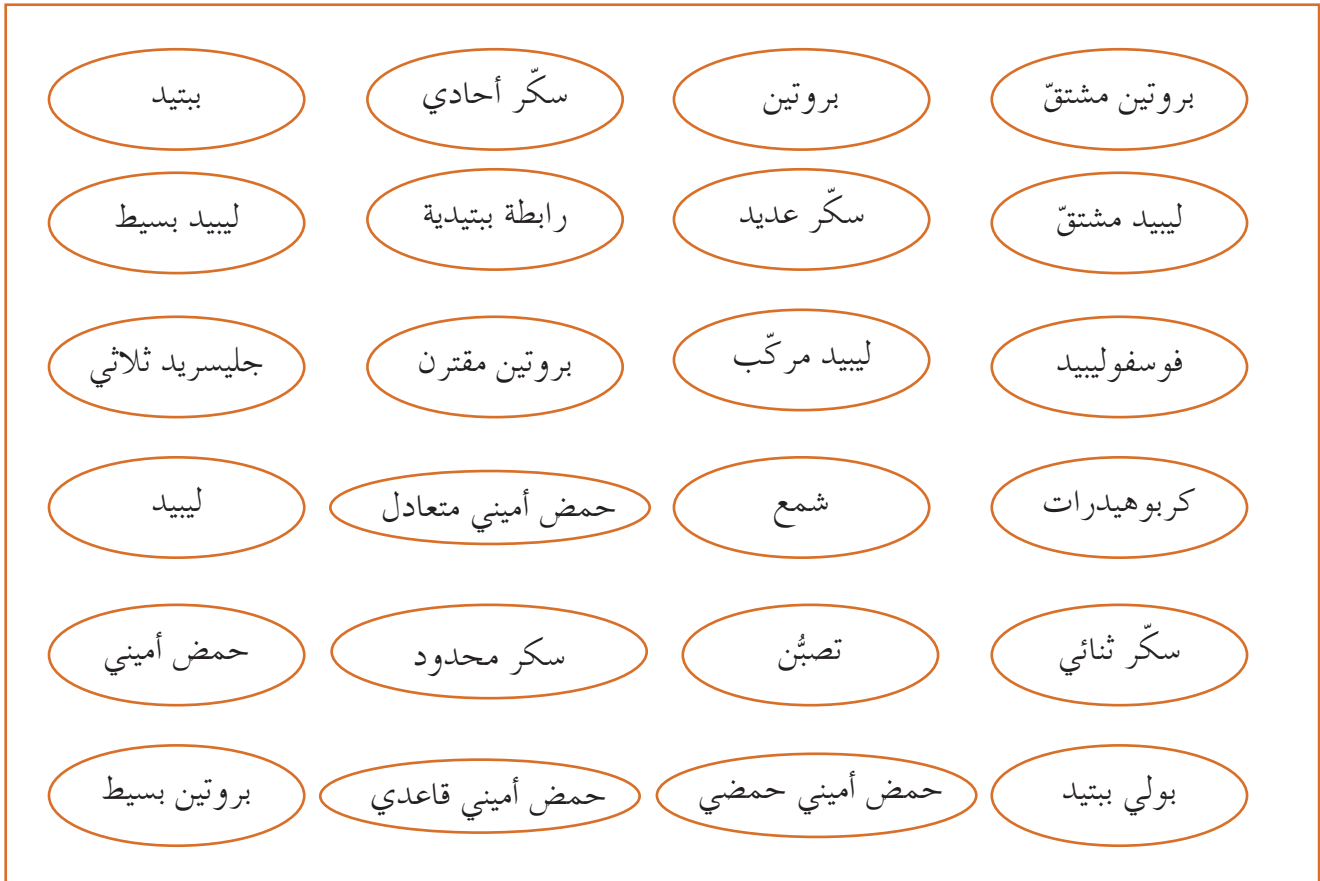 بروتين مشتقّ
بروتين
سكّر أحادي
ببتيد
ليبيد مشتقّ
سكّر عديد
رابطة ببتيدية
ليبيد بسيط
فوسفوليبيد
ليبيد مركّب
بروتين مقترن
جليسريد ثلاثي
كربوهيدرات
شمع
حمض أميني متعادل
ليبيد
سكّر ثنائي
تصبُّن
سكر محدود
حمض أميني
بولي ببتيد
حمض أميني حمضي
حمض أميني قاعدي
بروتين بسيط